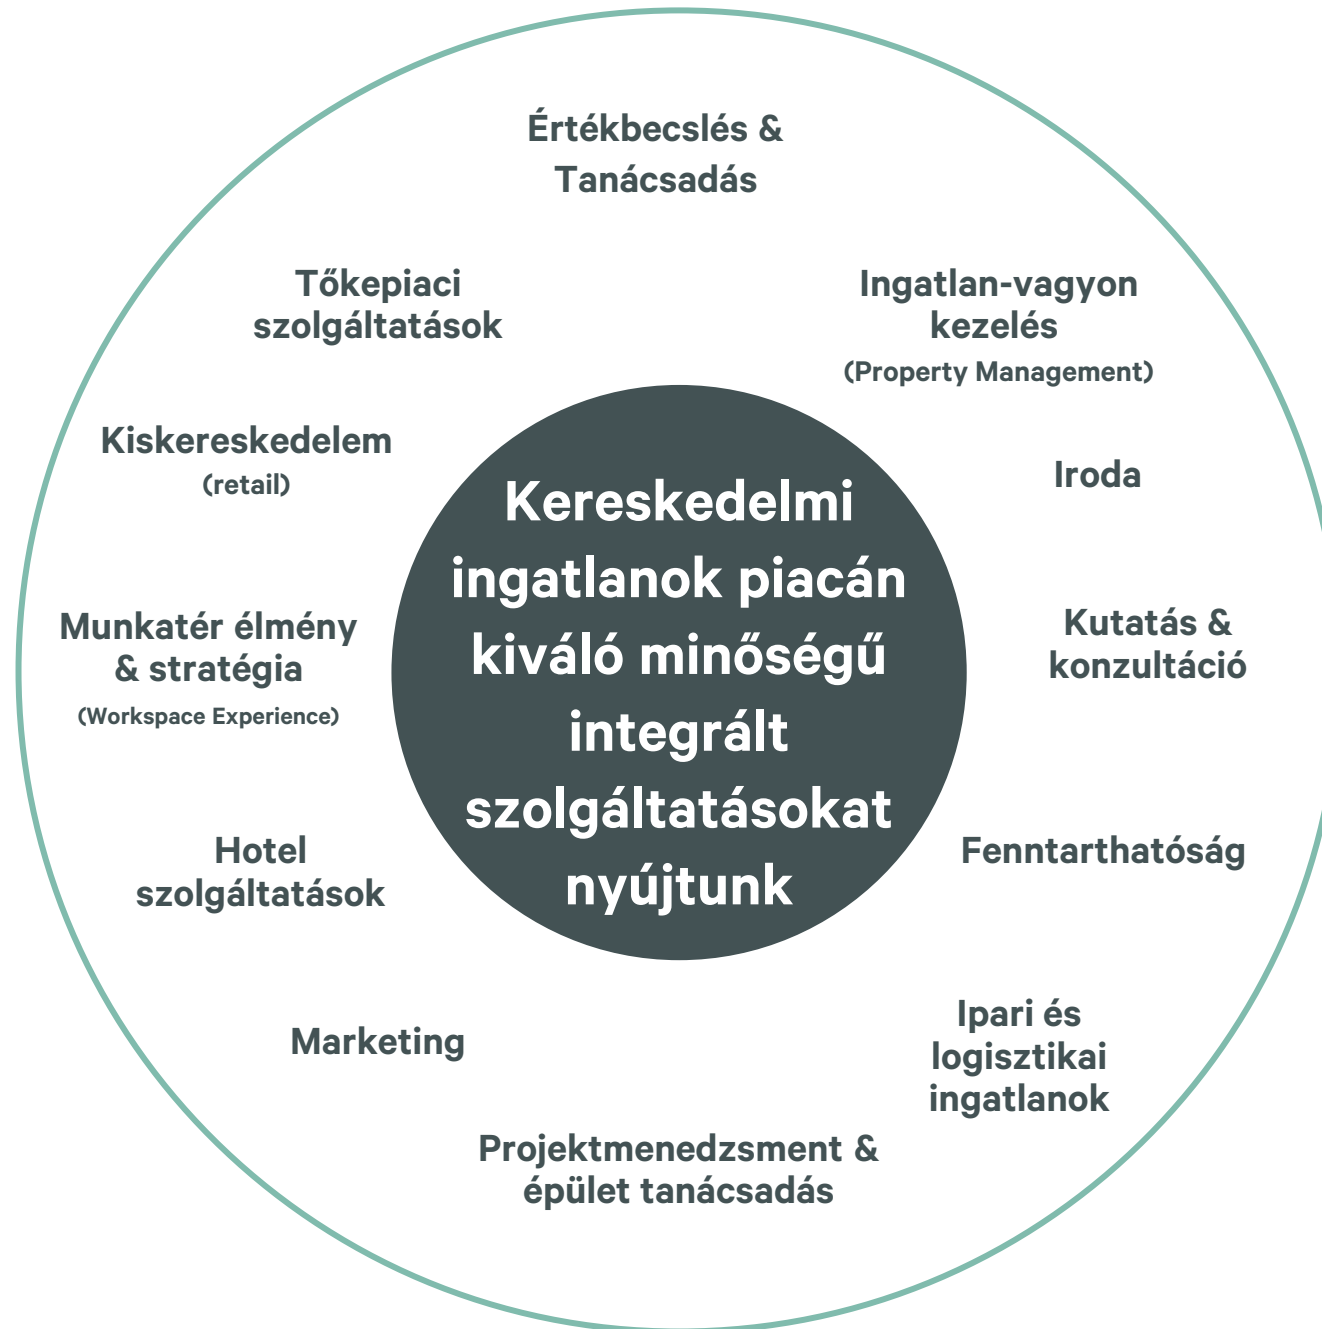 Értékbecslés &
Tanácsadás
Tőkepiaci
szolgáltatások
Ingatlan-vagyon
kezelés
(Property Management)
Kiskereskedelem
(retail)
Iroda
Kereskedelmi
ingatlanok piacán
kiváló minőségű
integrált
szolgáltatásokat
nyújtunk
Munkatér élmény
& stratégia
(Workspace Experience)
Kutatás &
konzultáció
Hotel
szolgáltatások
Fenntarthatóság
Marketing
Ipari és
logisztikai
ingatlanok
Projektmenedzsment &
épület tanácsadás